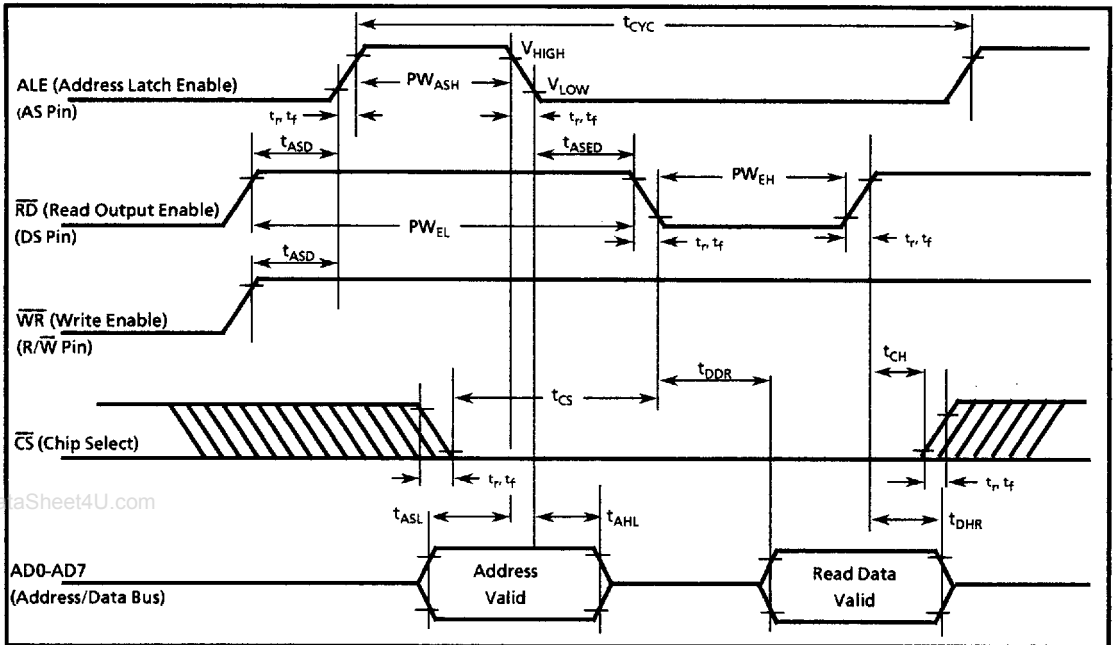 tCYC
VHIGH
ALE (Address Latch Enable)
PWASH
VLOW
(AS Pin)
tr, tf
tr, tf
tASD
tASED
PWEH
RD (Read Output Enable)
PWEL
(DS Pin)
tr, tf
tr, tf
tASD
WR (Write Enable)
(R/W Pin)
tCH
tDDR
tCS
CS (Chip Select)
tr, tf
tr, tf
ataSheet4U.com
tASL
tAHL
tDHR
AD0-AD7
Address
Read Data
(Address/Data Bus)
Valid
Valid